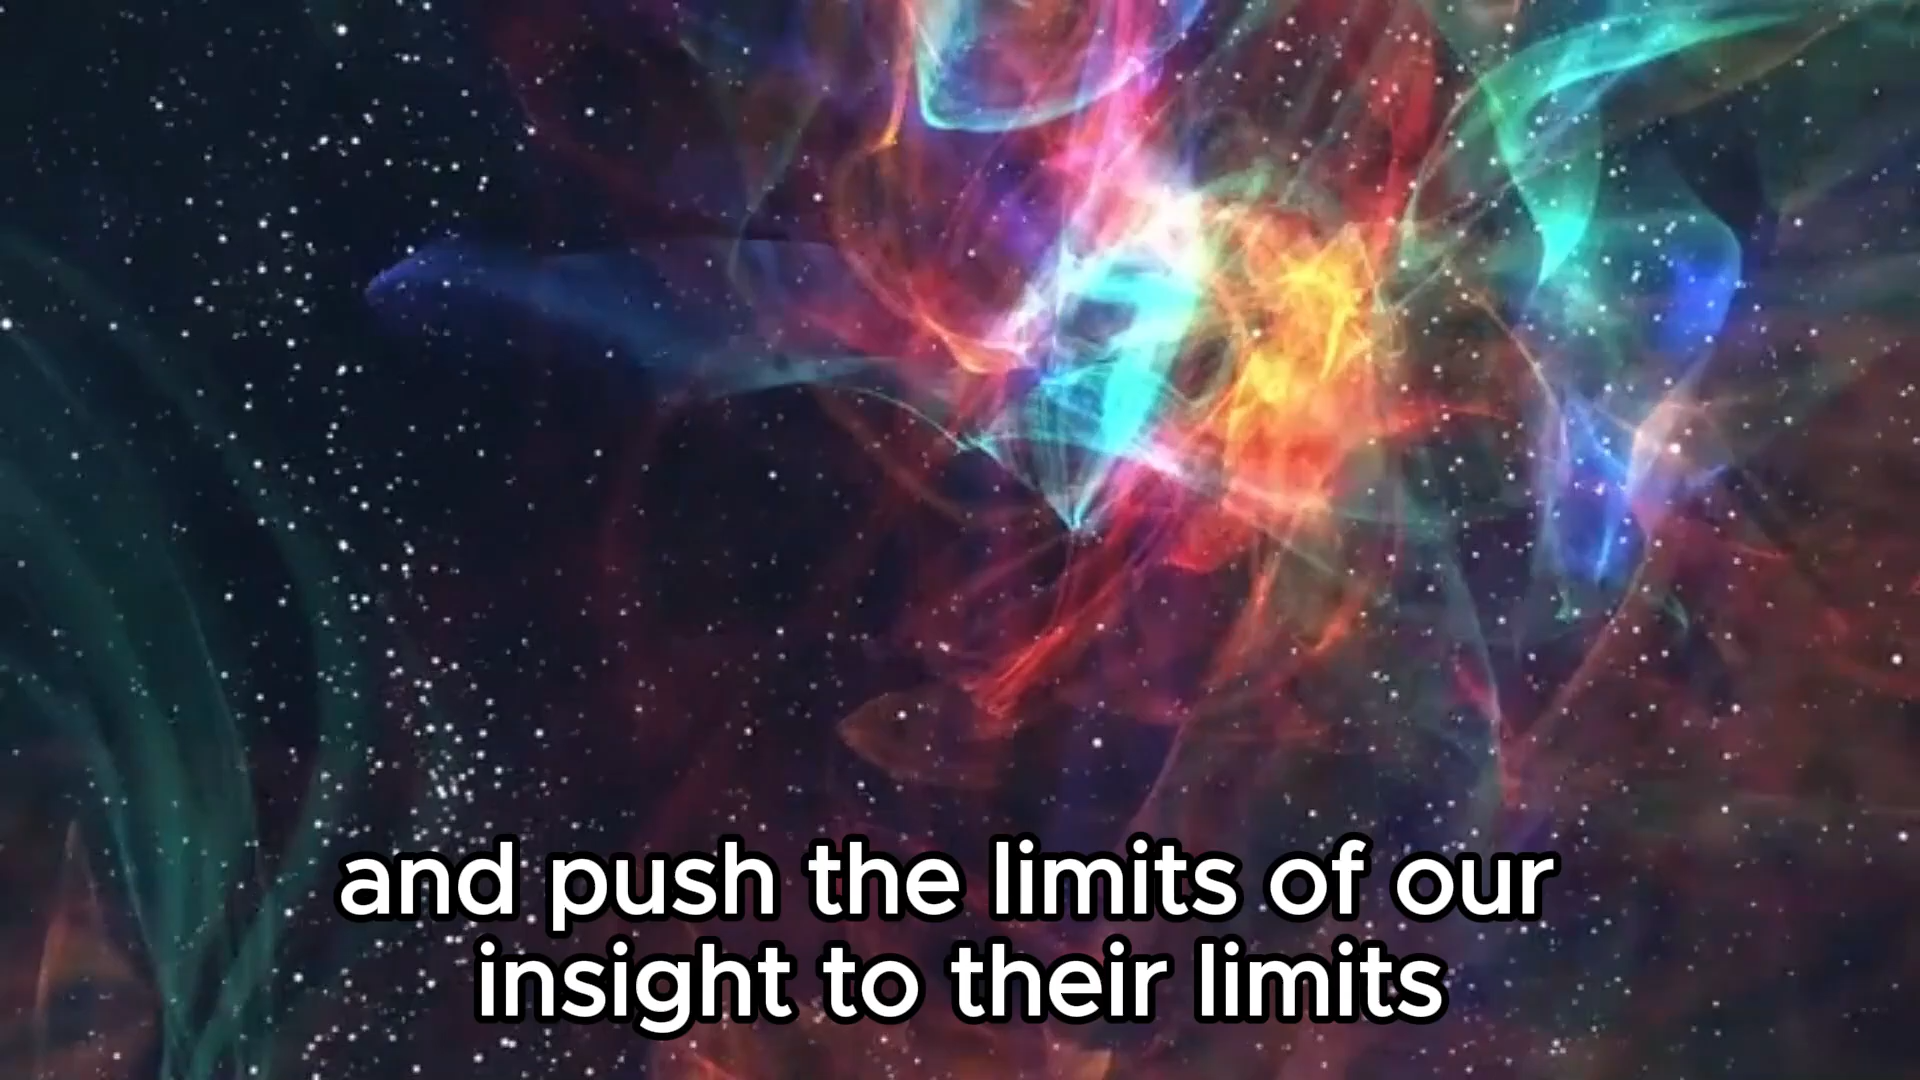 and push the limits of our
insight to their limits